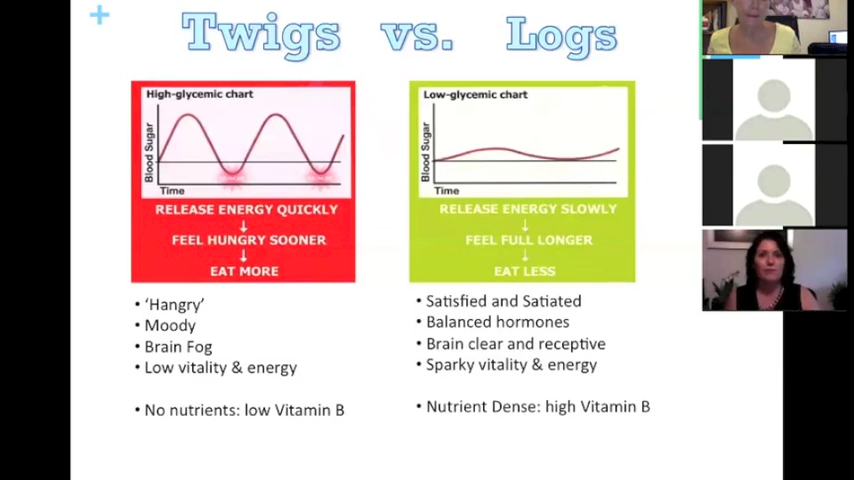 Twigs vs. Logs
High-glycemic chart
Blood Sugar
Time
RELEASE ENERGY QUICKLY
↓
FEEL HUNGRY SOONER
↓
EAT MORE
• ‘Hangry’
• Moody
• Brain Fog
• Low vitality & energy
• No nutrients: low Vitamin B
Low-glycemic chart
Blood Sugar
Time
RELEASE ENERGY SLOWLY
↓
FEEL FULL LONGER
↓
EAT LESS
• Satisfied and Satiated
• Balanced hormones
• Brain clear and receptive
• Sparky vitality & energy
• Nutrient Dense: high Vitamin B